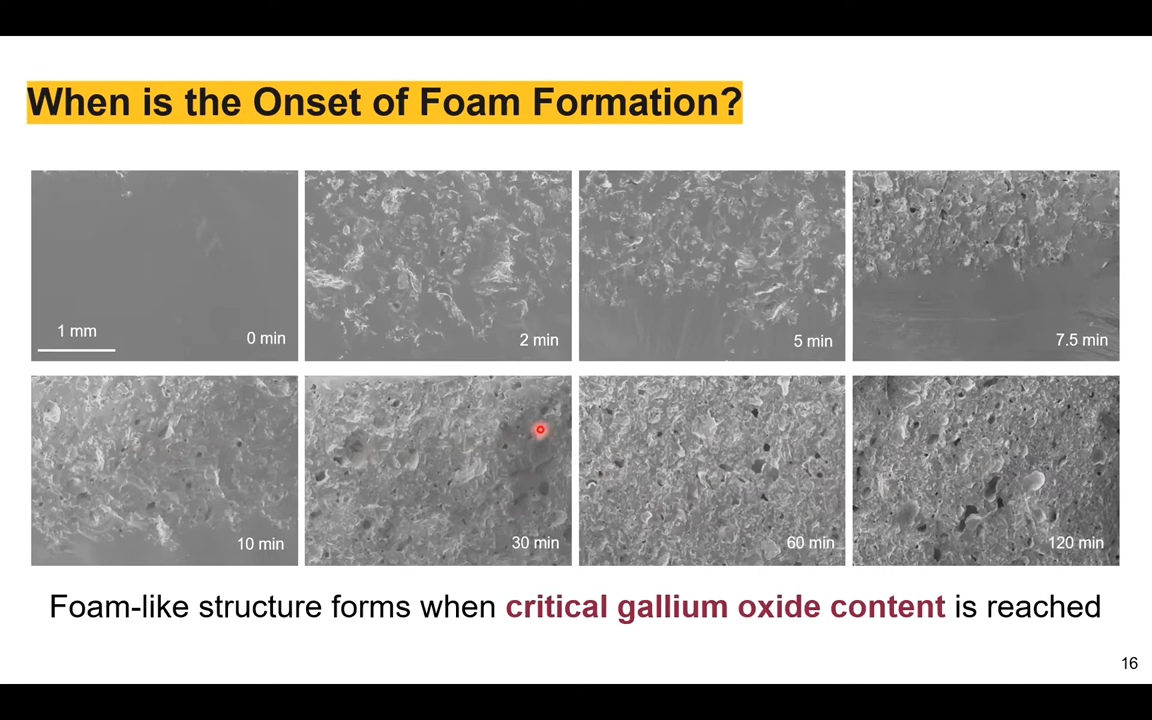 When is the Onset of Foam Formation?
1 mm
0 min
2 min
5 min
7.5 min
10 min
30 min
60 min
120 min
Foam-like structure forms when critical gallium oxide content is reached
16